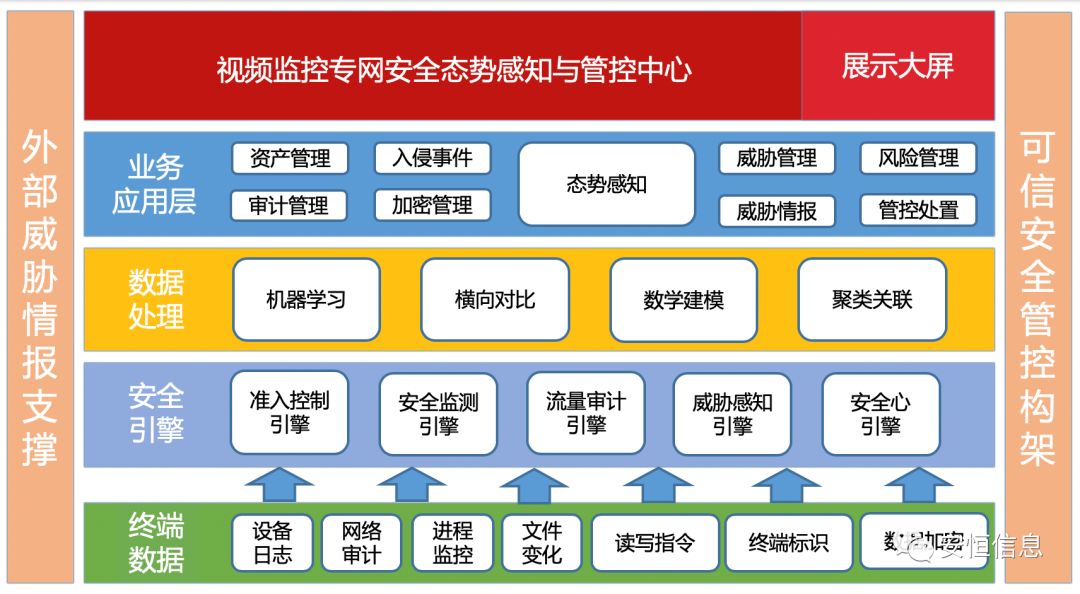 外部威胁情报支撑
视频监控专网安全态势感知与管控中心
展示大屏
业务
应用层
资产管理
入侵事件
态势感知
威胁管理
风险管理
审计管理
加密管理
威胁情报
管控处置
数据
处理
机器学习
横向对比
数学建模
聚类关联
安全
引擎
准入控制
引擎
安全监测
引擎
流量审计
引擎
威胁感知
引擎
安全心
引擎
终端
数据
设备
日志
网络
审计
进程
监控
文件
变化
读写指令
终端标识
数据加密
安恒信息
可信安全管控构架